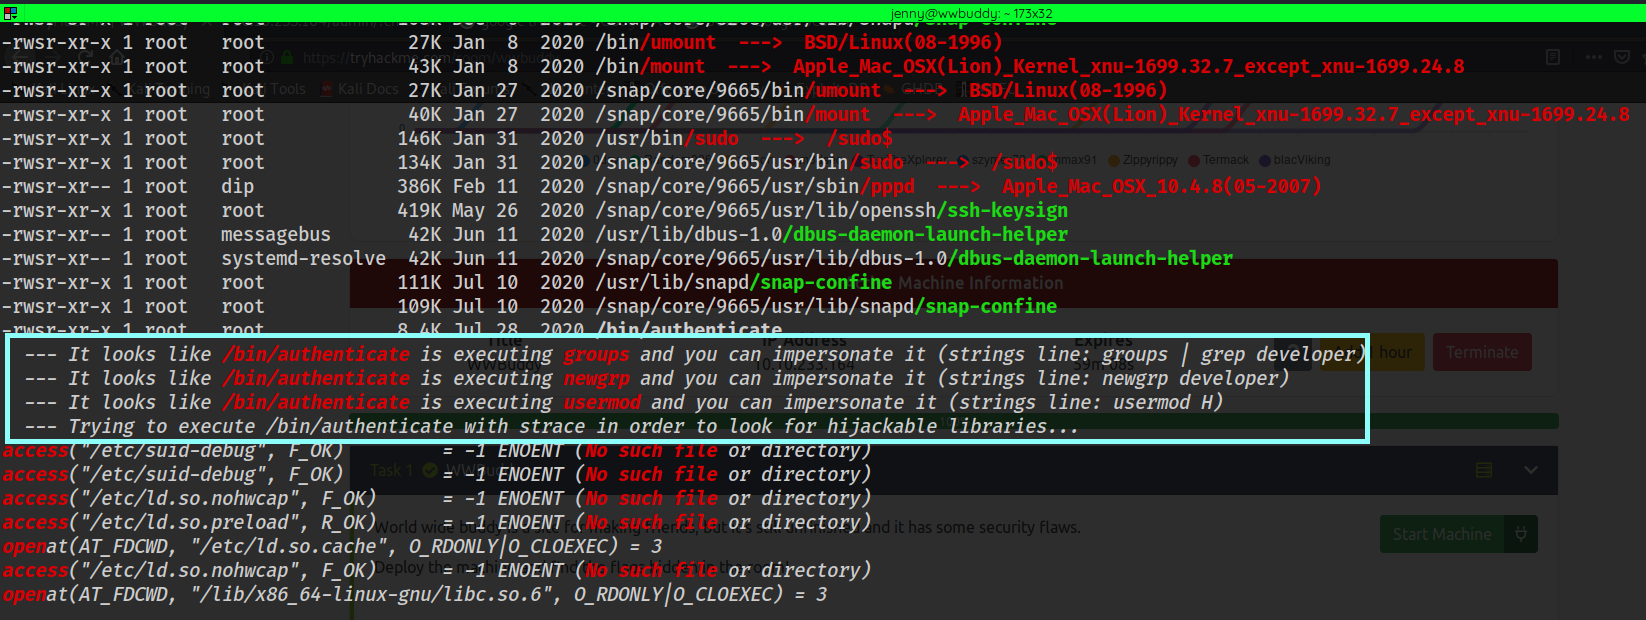 jenny@wwbuddy: ~ 173x32
-rwsr-xr-x 1 root   root             27K Jan  8  2020 /bin/umount  --->  BSD/Linux(08-1996)
-rwsr-xr-x 1 root   root             43K Jan  8  2020 /bin/mount  --->  Apple_Mac_OSX(Lion)_Kernel_xnu-1699.32.7_except_xnu-1699.24.8
-rwsr-xr-x 1 root   root             27K Jan 27  2020 /snap/core/9665/bin/umount  --->  BSD/Linux(08-1996)
-rwsr-xr-x 1 root   root             40K Jan 27  2020 /snap/core/9665/bin/mount  --->  Apple_Mac_OSX(Lion)_Kernel_xnu-1699.32.7_except_xnu-1699.24.8
-rwsr-xr-x 1 root   root            146K Jan 31  2020 /usr/bin/sudo  --->  /sudo$
-rwsr-xr-x 1 root   root            134K Jan 31  2020 /snap/core/9665/usr/bin/sudo  --->  /sudo$
-rwsr-xr-- 1 root   dip             386K Feb 11  2020 /snap/core/9665/usr/sbin/pppd  --->  Apple_Mac_OSX_10.4.8(05-2007)
-rwsr-xr-x 1 root   root            419K May 26  2020 /snap/core/9665/usr/lib/openssh/ssh-keysign
-rwsr-xr-- 1 root   messagebus       42K Jun 11  2020 /usr/lib/dbus-1.0/dbus-daemon-launch-helper
-rwsr-xr-- 1 root   systemd-resolve  42K Jun 11  2020 /snap/core/9665/usr/lib/dbus-1.0/dbus-daemon-launch-helper
-rwsr-xr-x 1 root   root            111K Jul 10  2020 /usr/lib/snapd/snap-confine
Machine Information
-rwsr-xr-x 1 root   root            109K Jul 10  2020 /snap/core/9665/usr/lib/snapd/snap-confine
-rwsr-xr-x 1 root   root            8.4K Jul 28  2020 /bin/authenticate
Title IP Address Expires
  --- It looks like /bin/authenticate is executing groups and you can impersonate it (strings line: groups | grep developer)
hour Terminate
  --- It looks like /bin/authenticate is executing newgrp and you can impersonate it (strings line: newgrp developer)
  --- It looks like /bin/authenticate is executing usermod and you can impersonate it (strings line: usermod H)
  --- Trying to execute /bin/authenticate with strace in order to look for hijackable libraries...
access("/etc/suid-debug", F_OK)         = -1 ENOENT (No such file or directory)
Task 1
access("/etc/suid-debug", F_OK)         = -1 ENOENT (No such file or directory)
access("/etc/ld.so.nohwcap", F_OK)      = -1 ENOENT (No such file or directory)
access("/etc/ld.so.preload", R_OK)      = -1 ENOENT (No such file or directory)
and it has some security flaws.
Start Machine
openat(AT_FDCWD, "/etc/ld.so.cache", O_RDONLY|O_CLOEXEC) = 3
access("/etc/ld.so.nohwcap", F_OK)      = -1 ENOENT (No such file or directory)
openat(AT_FDCWD, "/lib/x86_64-linux-gnu/libc.so.6", O_RDONLY|O_CLOEXEC) = 3